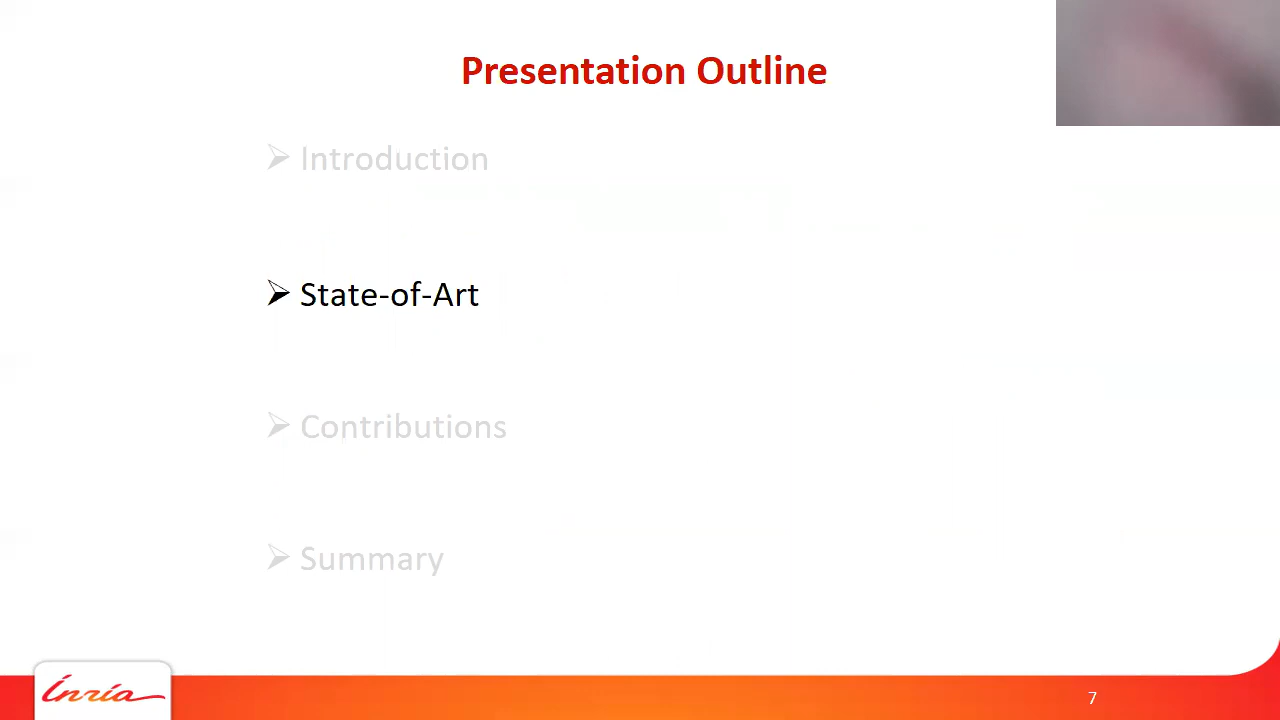 Presentation Outline
Introduction
State-of-Art
Contributions
Summary
Inria
7